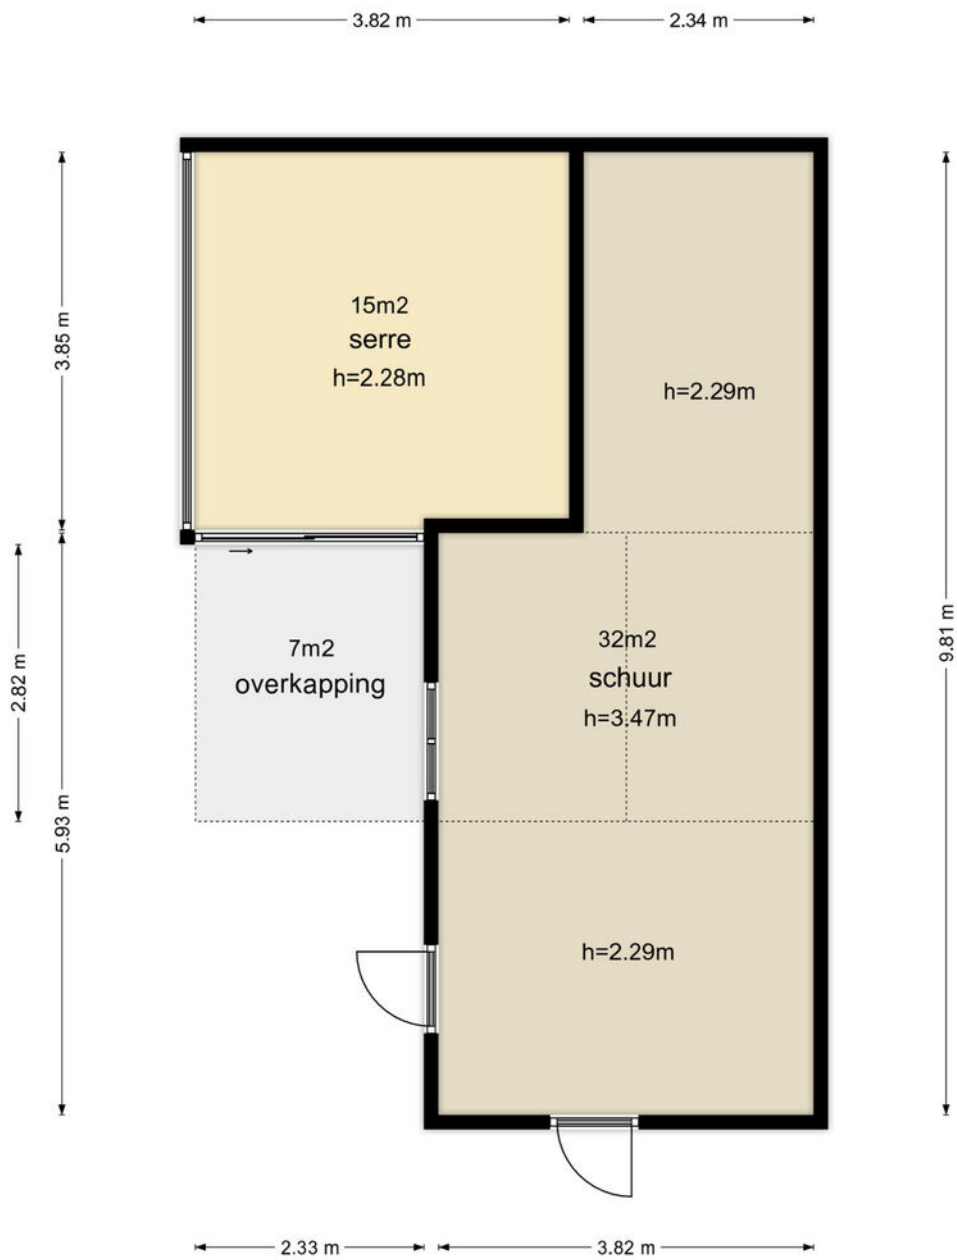 3.82 m
2.34 m
3.85 m
15m2
serre
h=2.28m
h=2.29m
9.81 m
2.82 m
5.93 m
7m2
overkapping
32m2
schuur
h=3.47m
h=2.29m
2.33 m
3.82 m